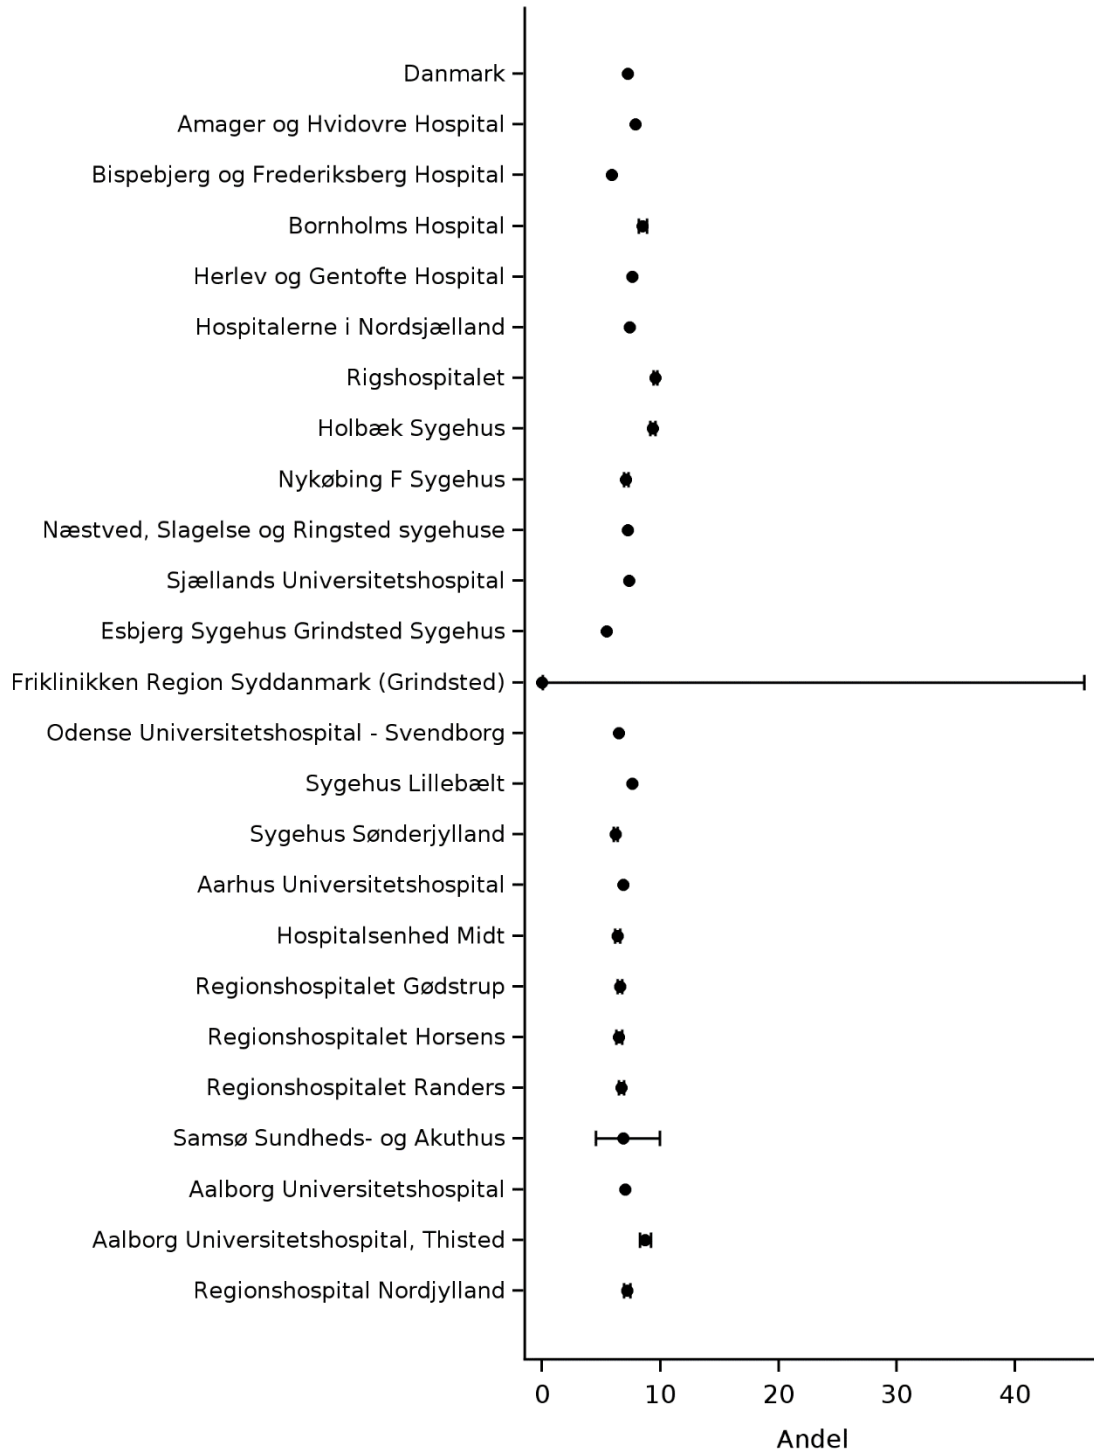 Danmark
Amager og Hvidovre Hospital
Bispebjerg og Frederiksberg Hospital
Bornholms Hospital
Herlev og Gentofte Hospital
Hospitalerne i Nordsjælland
Rigshospitalet
Holbæk Sygehus
Nykøbing F Sygehus
Næstved, Slagelse og Ringsted sygehuse
Sjællands Universitetshospital
Esbjerg Sygehus Grindsted Sygehus
Friklinikken Region Syddanmark (Grindsted)
Odense Universitetshospital - Svendborg
Sygehus Lillebælt
Sygehus Sønderjylland
Aarhus Universitetshospital
Hospitalsenhed Midt
Regionshospitalet Gødstrup
Regionshospitalet Horsens
Regionshospitalet Randers
Samsø Sundheds- og Akuthus
Aalborg Universitetshospital
Aalborg Universitetshospital, Thisted
Regionshospital Nordjylland
0 10 20 30 40
Andel